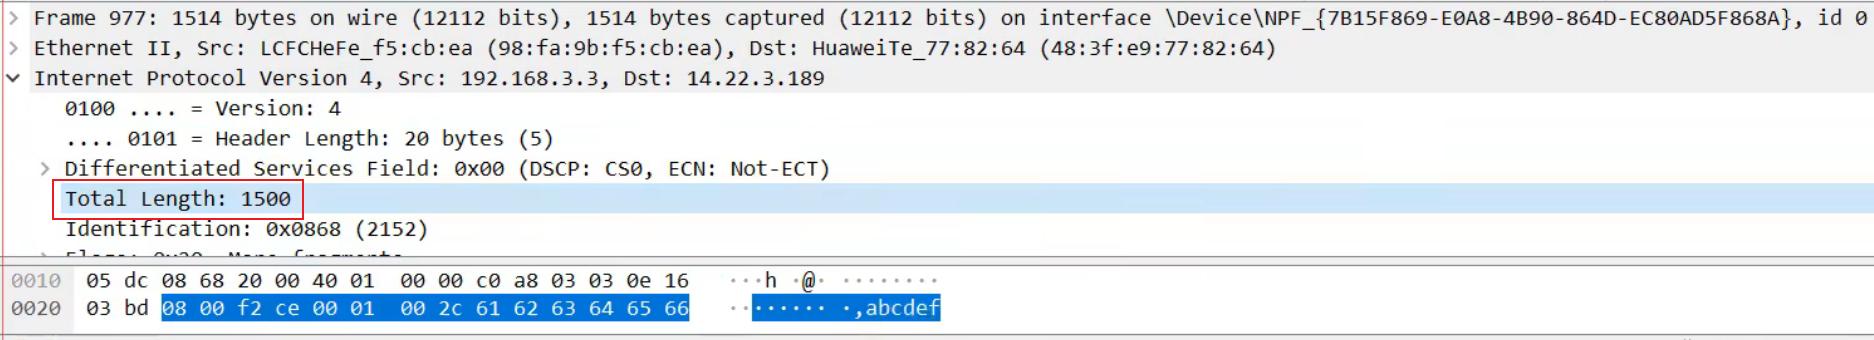 Frame 977: 1514 bytes on wire (12112 bits), 1514 bytes captured (12112 bits) on interface \Device\NPF_{7B15F869-E0A8-4B90-864D-EC80AD5F868A}, id 0
Ethernet II, Src: LCFCHeFe_f5:cb:ea (98:fa:9b:f5:cb:ea), Dst: HuaweiTe_77:82:64 (48:3f:e9:77:82:64)
Internet Protocol Version 4, Src: 192.168.3.3, Dst: 14.22.3.189
0100 .... = Version: 4
.... 0101 = Header Length: 20 bytes (5)
Differentiated Services Field: 0x00 (DSCP: CS0, ECN: Not-ECT)
Total Length: 1500
Identification: 0x0868 (2152)
Flags: 0x20, More fragments
0010 05 dc 08 68 20 00 40 01 00 00 c0 a8 03 03 0e 16 ···h ·@· ········
0020 03 bd 08 00 f2 ce 00 01 00 2c 61 62 63 64 65 66 ········ ·,abcdef